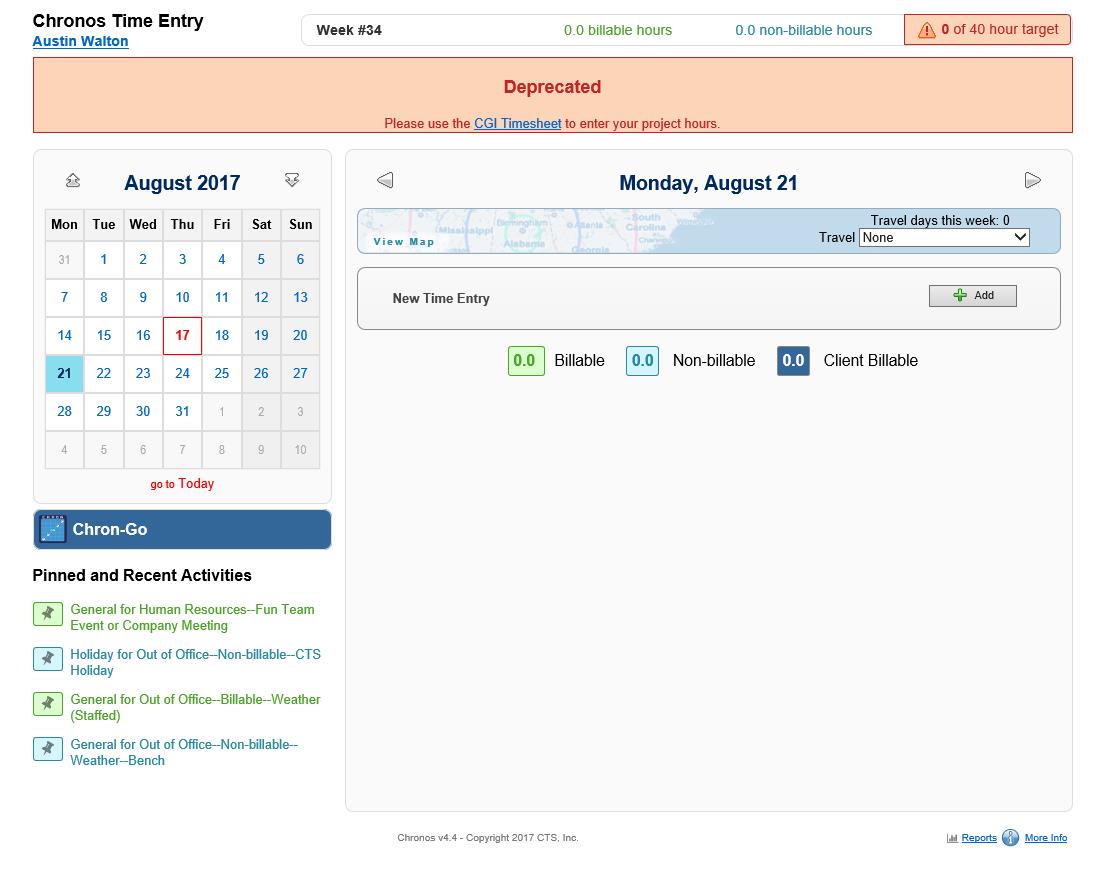 Chronos Time Entry
Austin Walton
Week #34 0.0 billable hours 0.0 non-billable hours 0 of 40 hour target
Deprecated
Please use the CGI Timesheet to enter your project hours.
August 2017
Mon Tue Wed Thu Fri Sat Sun
31 1 2 3 4 5 6
7 8 9 10 11 12 13
14 15 16 17 18 19 20
21 22 23 24 25 26 27
28 29 30 31 1 2 3
4 5 6 7 8 9 10
go to Today
Chron-Go
Pinned and Recent Activities
General for Human Resources--Fun Team
Event or Company Meeting
Holiday for Out of Office--Non-billable--CTS
Holiday
General for Out of Office--Billable--Weather
(Staffed)
General for Out of Office--Non-billable--
Weather--Bench
Monday, August 21
Mississippi
Birmingham
Alabama
Atlanta
Georgia
South
Carolina
View Map
Travel days this week: 0
Travel None
New Time Entry Add
0.0 Billable 0.0 Non-billable 0.0 Client Billable
Chronos v4.4 - Copyright 2017 CTS, Inc. Reports More Info